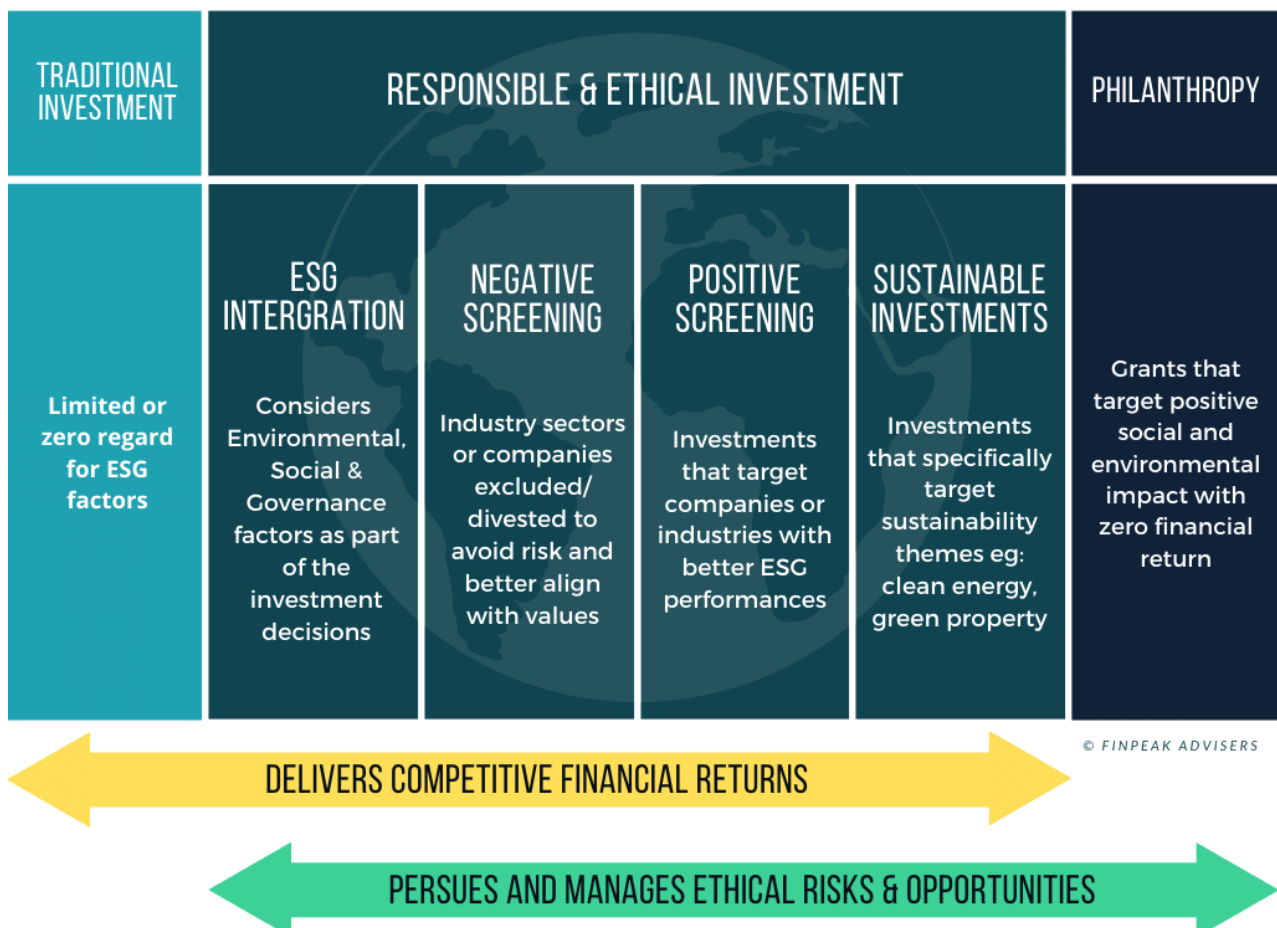 TRADITIONAL
INVESTMENT
RESPONSIBLE & ETHICAL INVESTMENT
PHILANTHROPY
Limited or
zero regard
for ESG
factors
ESG
INTERGRATION
Considers
Environmental,
Social &
Governance
factors as part
of the
investment
decisions
NEGATIVE
SCREENING
Industry sectors
or companies
excluded/
divested to
avoid risk and
better align
with values
POSITIVE
SCREENING
Investments
that target
companies or
industries with
better ESG
performances
SUSTAINABLE
INVESTMENTS
Investments
that specifically
target
sustainability
themes eg:
clean energy,
green property
Grants that
target positive
social and
environmental
impact with
zero financial
return
© FINPEAK ADVISERS
DELIVERS COMPETITIVE FINANCIAL RETURNS
PERSUES AND MANAGES ETHICAL RISKS & OPPORTUNITIES